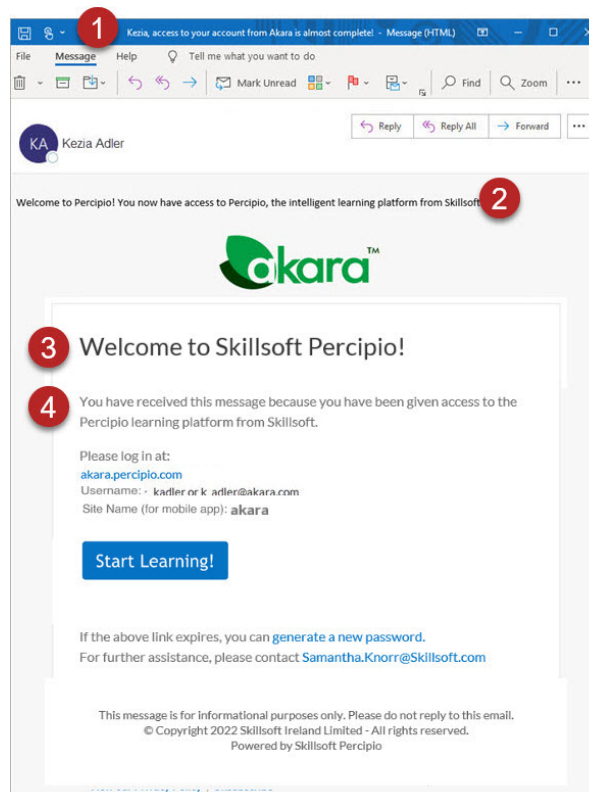 1
Kezia, access to your account from Akara is almost complete! - Message (HTML)
File Message Help Tell me what you want to do
Mark Unread Find Zoom
Reply Reply All Forward
KA Kezia Adler
Welcome to Percipio! You now have access to Percipio, the intelligent learning platform from Skillsoft
2
akara™
3 Welcome to Skillsoft Percipio!
4 You have received this message because you have been given access to the
Percipio learning platform from Skillsoft.
Please log in at:
akara.percipio.com
Username: kadler or k_adler@akara.com
Site Name (for mobile app): akara
Start Learning!
If the above link expires, you can generate a new password.
For further assistance, please contact Samantha.Knorr@Skillsoft.com
This message is for informational purposes only. Please do not reply to this email.
© Copyright 2022 Skillsoft Ireland Limited - All rights reserved.
Powered by Skillsoft Percipio